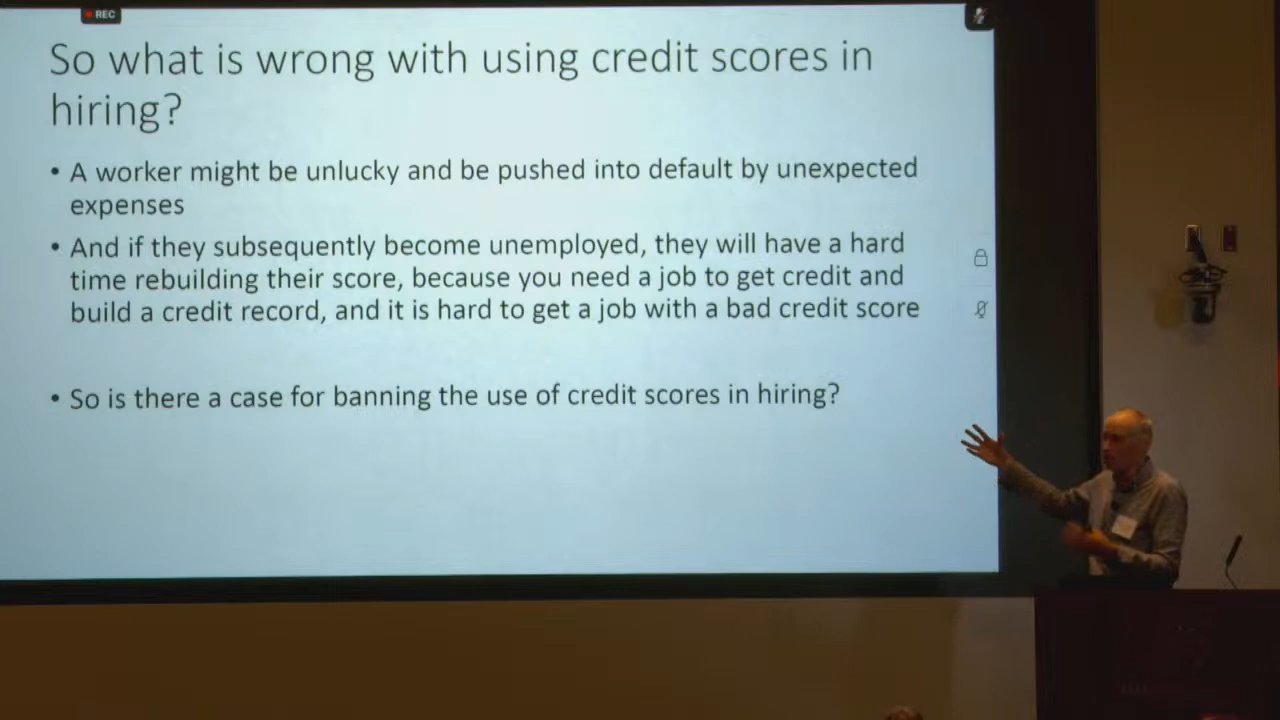 REC
So what is wrong with using credit scores in
hiring?
• A worker might be unlucky and be pushed into default by unexpected
expenses
• And if they subsequently become unemployed, they will have a hard
time rebuilding their score, because you need a job to get credit and
build a credit record, and it is hard to get a job with a bad credit score
• So is there a case for banning the use of credit scores in hiring?